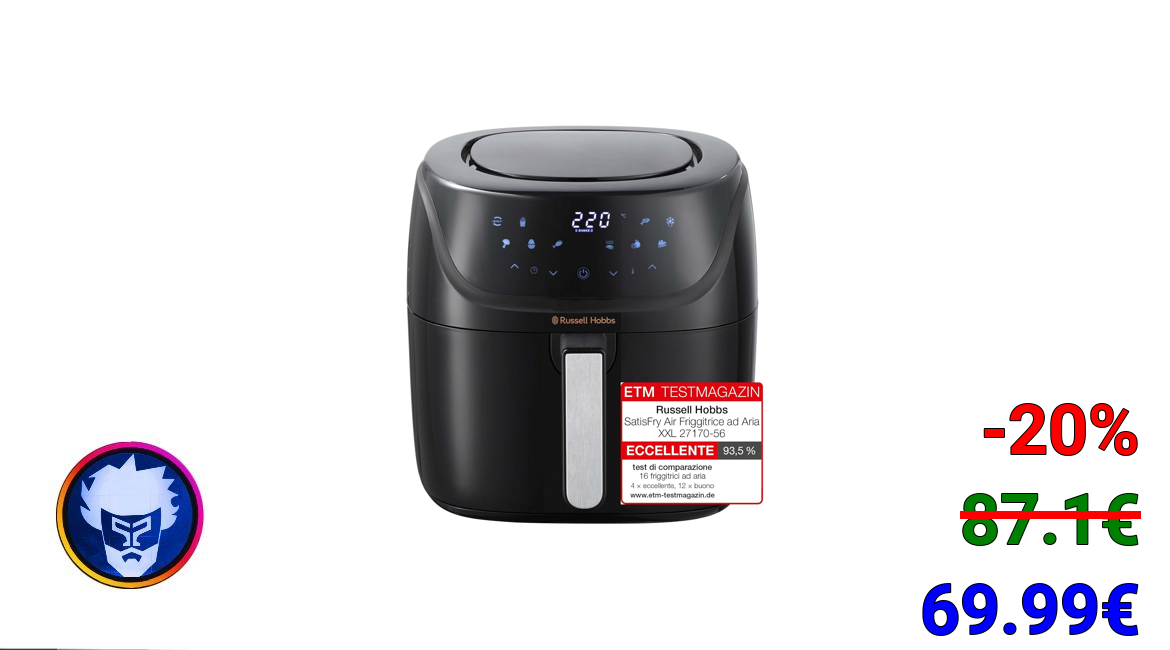 220
Russell Hobbs
ETM TESTMAGAZIN
Russell Hobbs
SatisFry Air Friggitrice ad Aria
XXL 27170-56
ECCELLENTE 93,5 %
test di comparazione
16 friggitrici ad aria
4 × eccellente, 12 × buono
www.etm-testmagazin.de
-20%
87.1€
69.99€